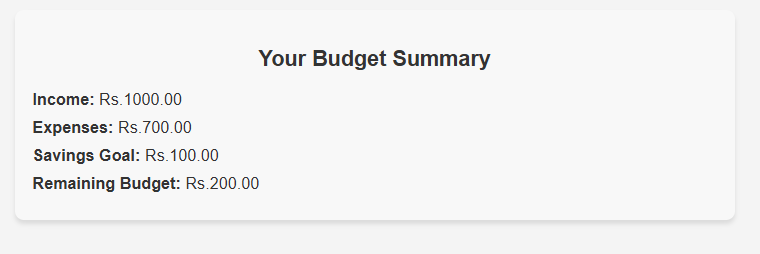 Your Budget Summary
Income: Rs.1000.00
Expenses: Rs.700.00
Savings Goal: Rs.100.00
Remaining Budget: Rs.200.00